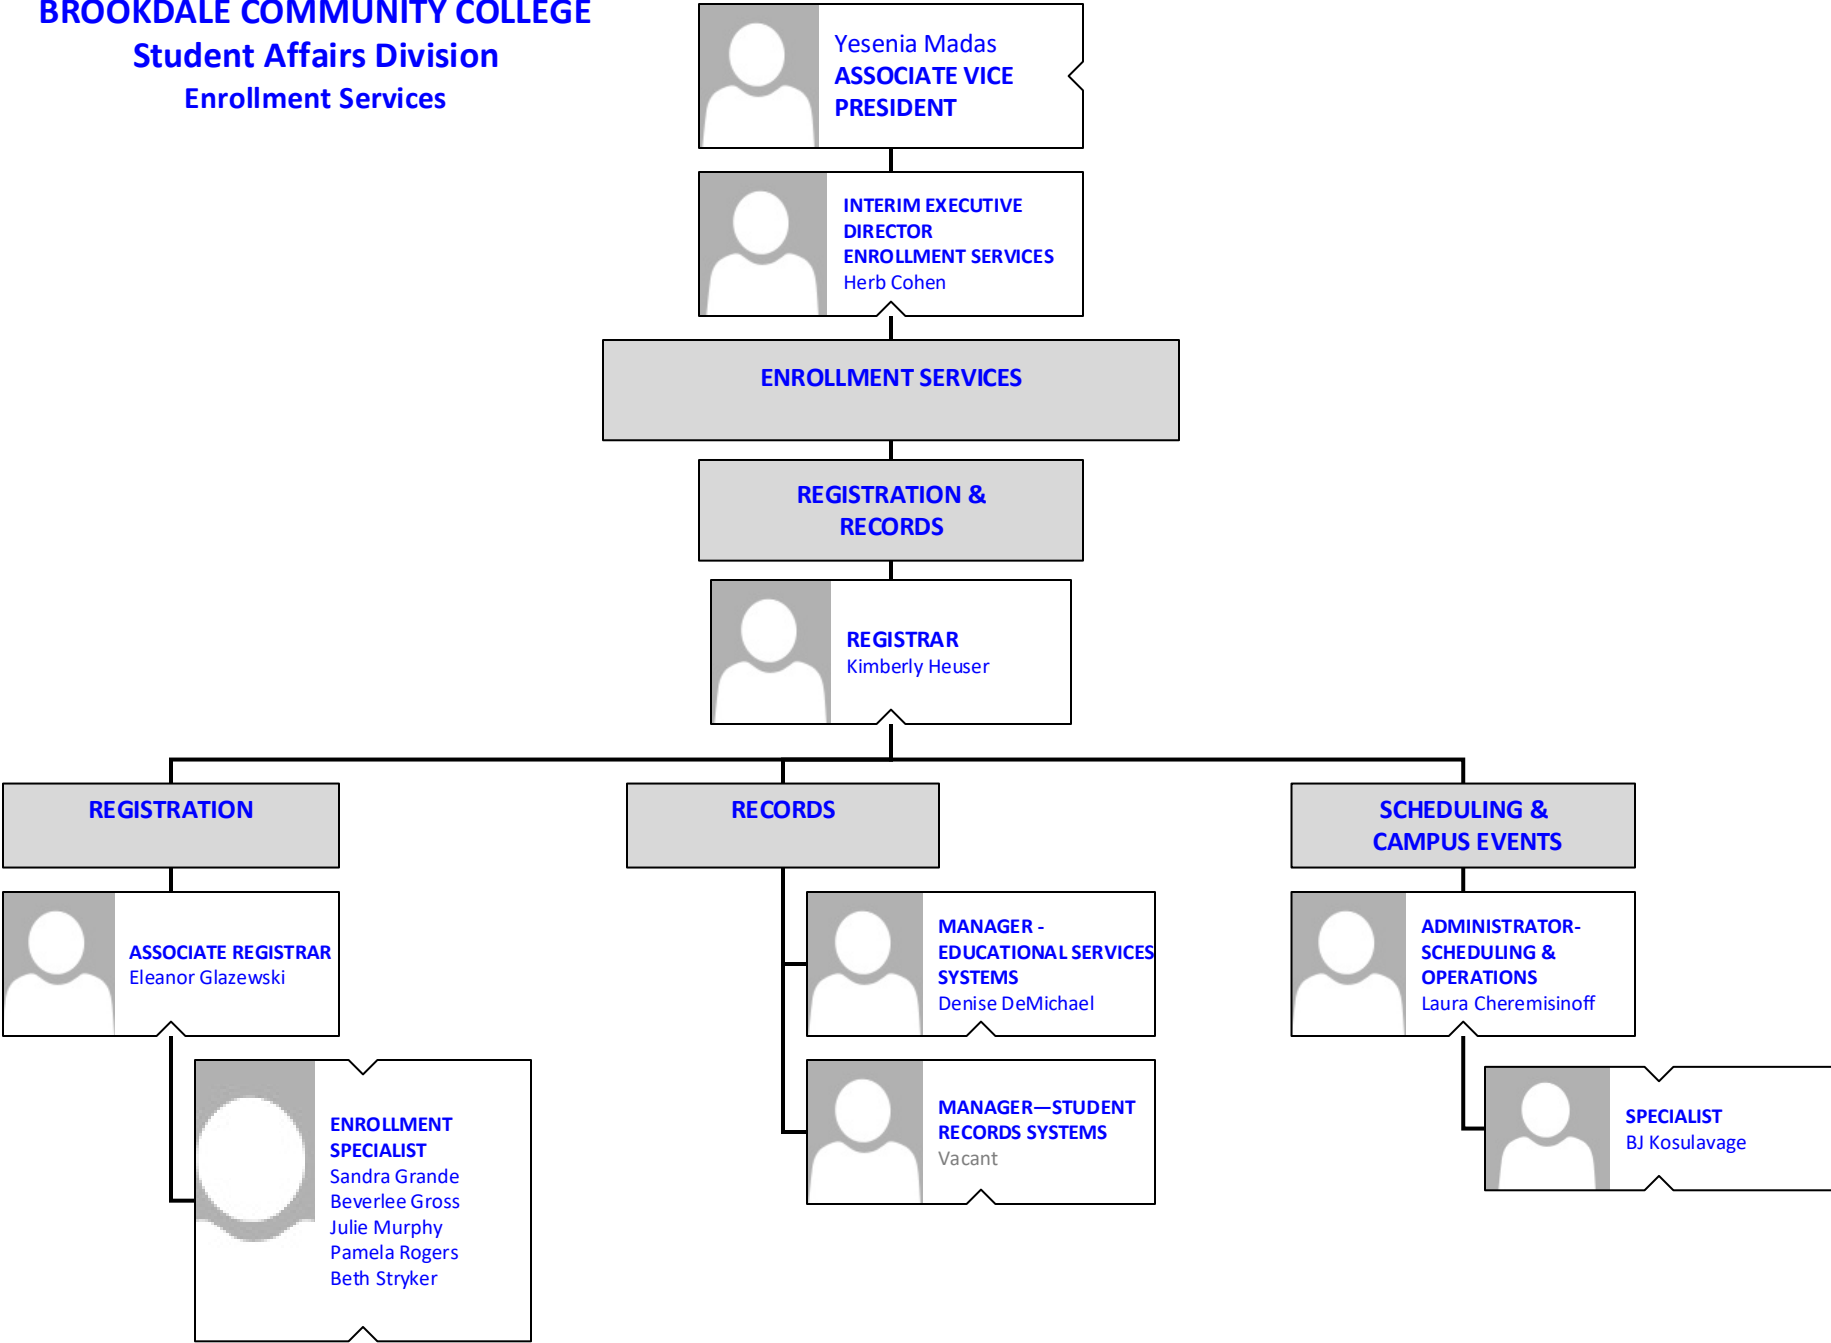 BROOKDALE COMMUNITY COLLEGE
Student Affairs Division
Enrollment Services
Yesenia Madas
ASSOCIATE VICE
PRESIDENT
INTERIM EXECUTIVE
DIRECTOR
ENROLLMENT SERVICES
Herb Cohen
ENROLLMENT SERVICES
REGISTRATION &
RECORDS
REGISTRAR
Kimberly Heuser
REGISTRATION
ASSOCIATE REGISTRAR
Eleanor Glazewski
ENROLLMENT
SPECIALIST
Sandra Grande
Beverlee Gross
Julie Murphy
Pamela Rogers
Beth Stryker
RECORDS
MANAGER -
EDUCATIONAL SERVICES
SYSTEMS
Denise DeMichael
MANAGER—STUDENT
RECORDS SYSTEMS
Vacant
SCHEDULING &
CAMPUS EVENTS
ADMINISTRATOR-
SCHEDULING &
OPERATIONS
Laura Cheremisinoff
SPECIALIST
BJ Kosulavage